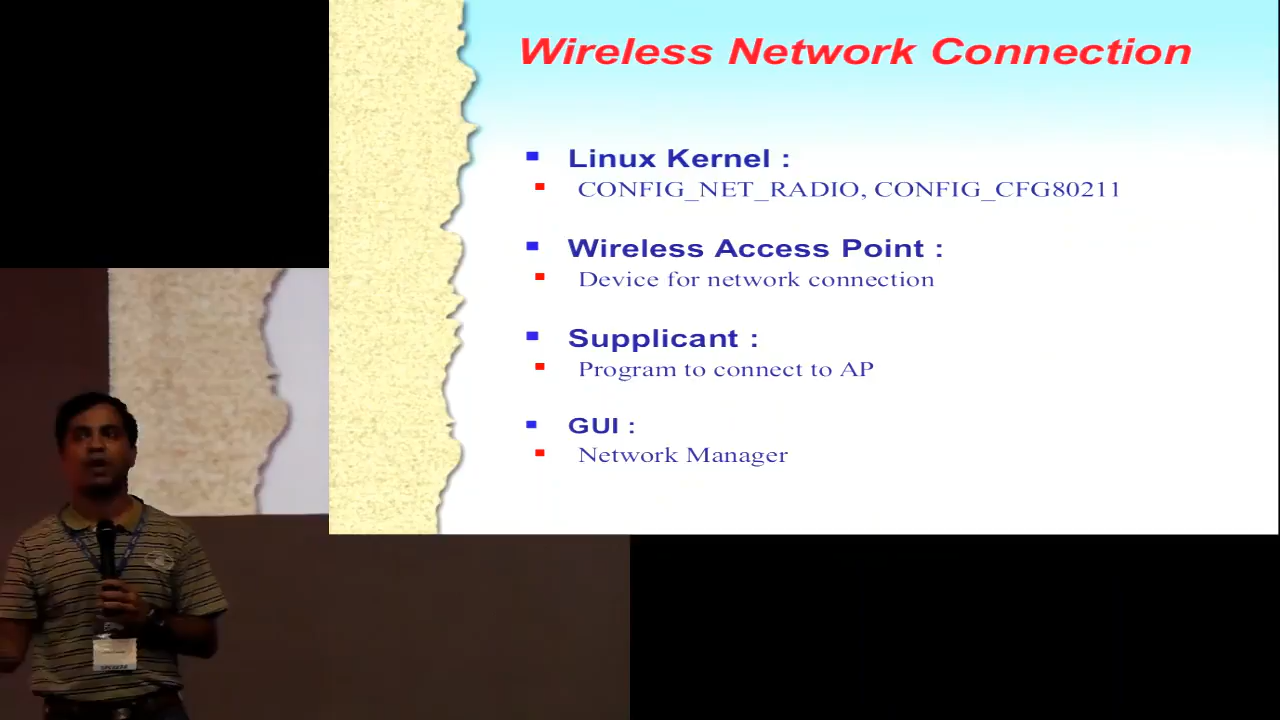 Wireless Network Connection
Linux Kernel :
CONFIG_NET_RADIO, CONFIG_CFG80211
Wireless Access Point :
Device for network connection
Supplicant :
Program to connect to AP
GUI :
Network Manager
SPEAKER